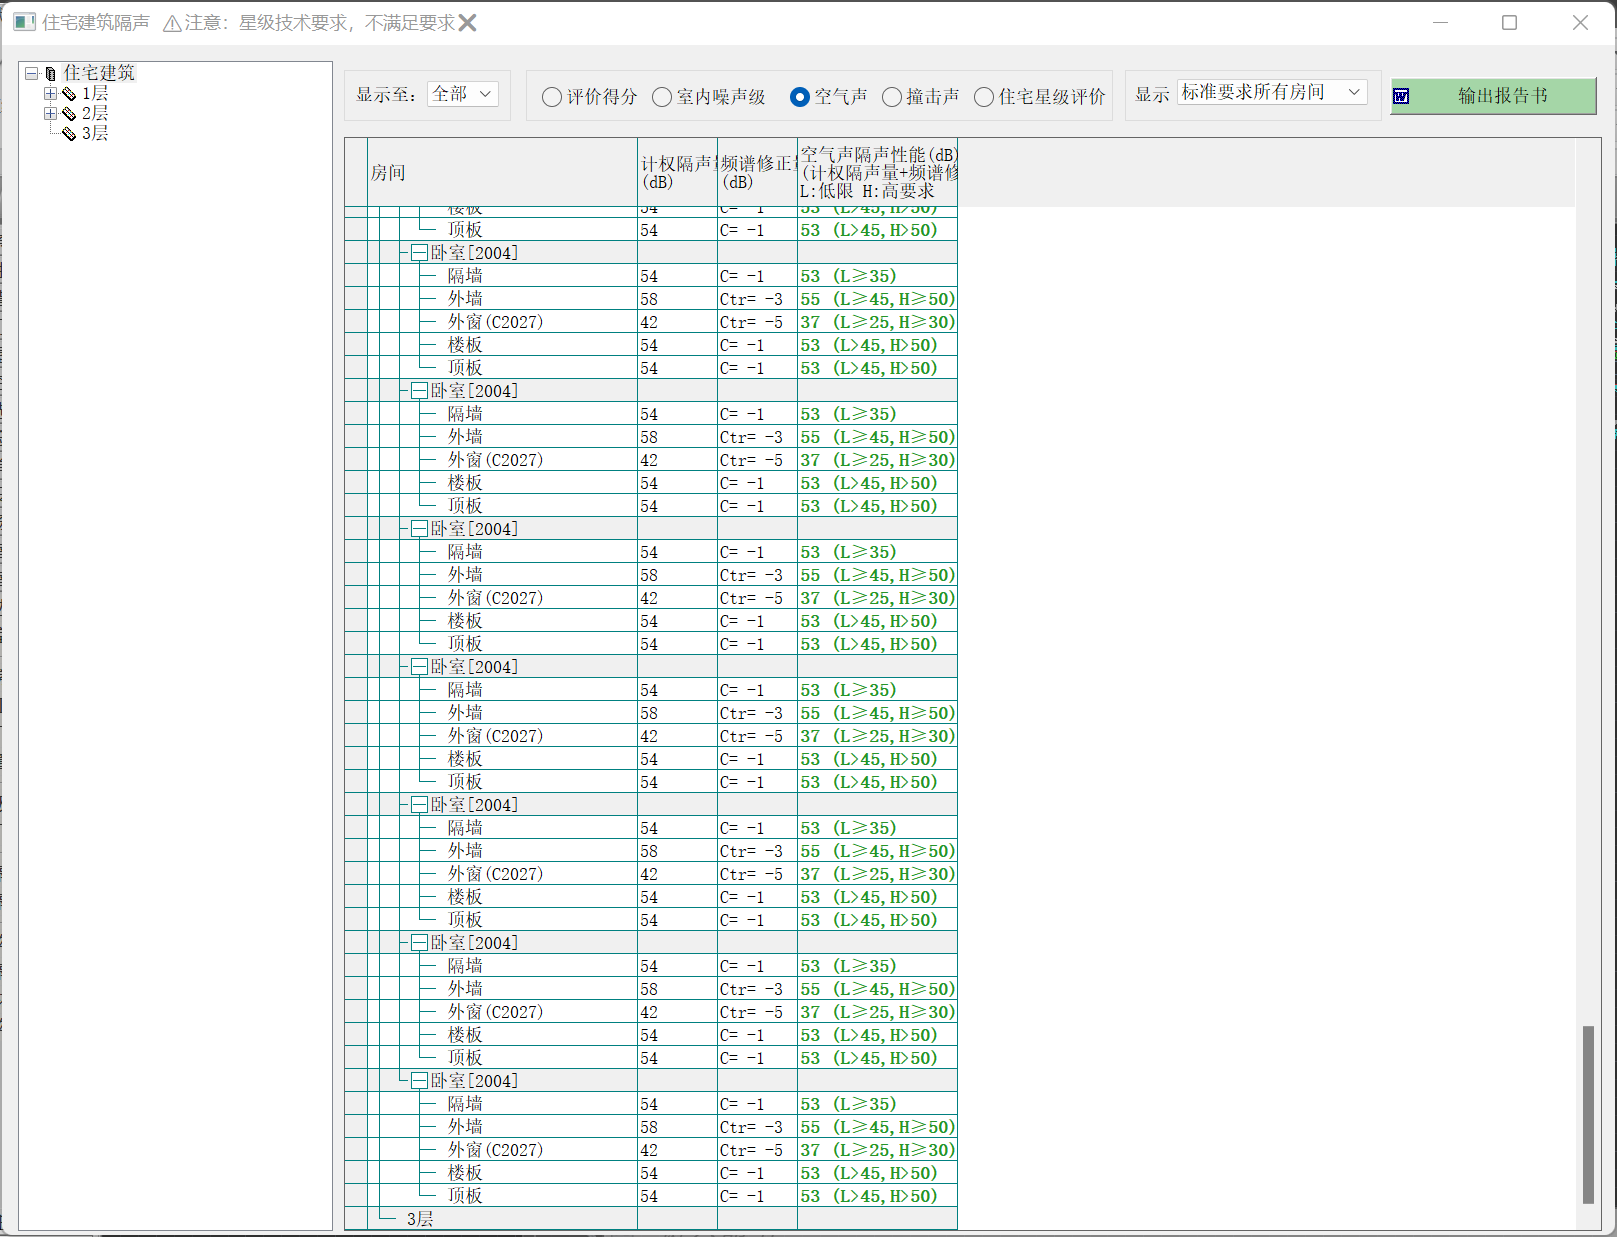 住宅建筑隔声 ⚠注意：星级技术要求，不满足要求❌
住宅建筑
1层
2层
3层
显示至： 全部
评价得分 室内噪声级 空气声 撞击声 住宅星级评价
显示 标准要求所有房间
输出报告书
房间 计权隔声 (dB) 频谱修正 (dB) 空气声隔声性能(dB) (计权隔声量+频谱修 L:低限 H:高要求
楼板 54 C= -1 53 (L>45,H>50)
顶板 54 C= -1 53 (L>45,H>50)
卧室[2004]
隔墙 54 C= -1 53 (L≥35)
外墙 58 Ctr= -3 55 (L≥45,H≥50)
外窗(C2027) 42 Ctr= -5 37 (L≥25,H≥30)
楼板 54 C= -1 53 (L>45,H>50)
顶板 54 C= -1 53 (L>45,H>50)
卧室[2004]
隔墙 54 C= -1 53 (L≥35)
外墙 58 Ctr= -3 55 (L≥45,H≥50)
外窗(C2027) 42 Ctr= -5 37 (L≥25,H≥30)
楼板 54 C= -1 53 (L>45,H>50)
顶板 54 C= -1 53 (L>45,H>50)
卧室[2004]
隔墙 54 C= -1 53 (L≥35)
外墙 58 Ctr= -3 55 (L≥45,H≥50)
外窗(C2027) 42 Ctr= -5 37 (L≥25,H≥30)
楼板 54 C= -1 53 (L>45,H>50)
顶板 54 C= -1 53 (L>45,H>50)
卧室[2004]
隔墙 54 C= -1 53 (L≥35)
外墙 58 Ctr= -3 55 (L≥45,H≥50)
外窗(C2027) 42 Ctr= -5 37 (L≥25,H≥30)
楼板 54 C= -1 53 (L>45,H>50)
顶板 54 C= -1 53 (L>45,H>50)
卧室[2004]
隔墙 54 C= -1 53 (L≥35)
外墙 58 Ctr= -3 55 (L≥45,H≥50)
外窗(C2027) 42 Ctr= -5 37 (L≥25,H≥30)
楼板 54 C= -1 53 (L>45,H>50)
顶板 54 C= -1 53 (L>45,H>50)
卧室[2004]
隔墙 54 C= -1 53 (L≥35)
外墙 58 Ctr= -3 55 (L≥45,H≥50)
外窗(C2027) 42 Ctr= -5 37 (L≥25,H≥30)
楼板 54 C= -1 53 (L>45,H>50)
顶板 54 C= -1 53 (L>45,H>50)
卧室[2004]
隔墙 54 C= -1 53 (L≥35)
外墙 58 Ctr= -3 55 (L≥45,H≥50)
外窗(C2027) 42 Ctr= -5 37 (L≥25,H≥30)
楼板 54 C= -1 53 (L>45,H>50)
顶板 54 C= -1 53 (L>45,H>50)
3层